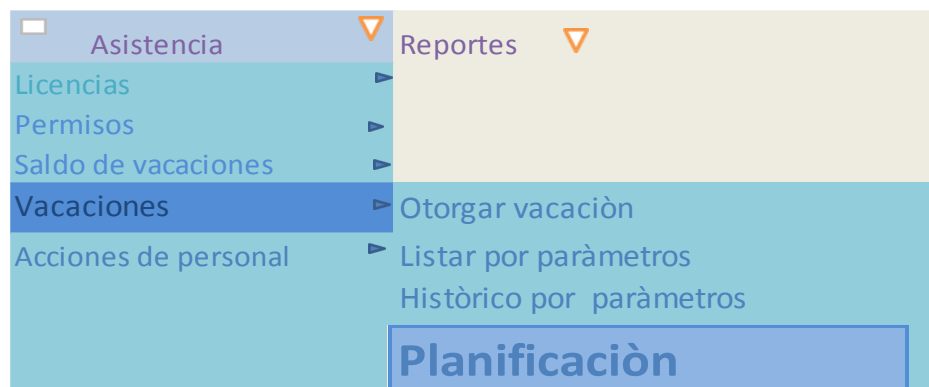 Asistencia
Reportes
Licencias
Permisos
Saldo de vacaciones
Vacaciones
Acciones de personal
Otorgar vacaciòn
Listar por paràmetros
Històrico por paràmetros
Planificaciòn